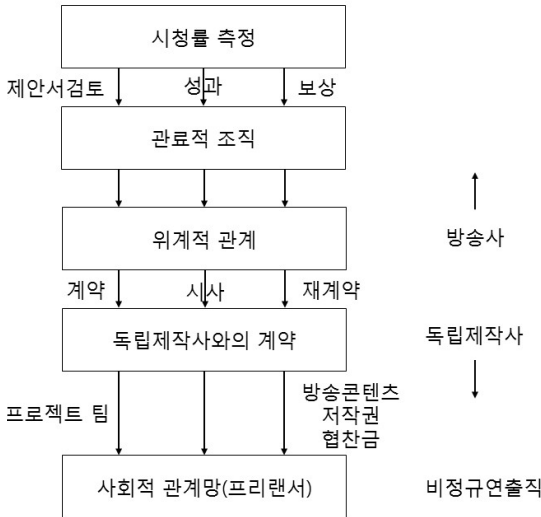 시청률 측정
제안서검토 성과 보상
관료적 조직
위계적 관계
방송사
계약 시사 재계약
독립제작사와의 계약
독립제작사
프로젝트 팀
방송콘텐츠
저작권
협찬금
사회적 관계망(프리랜서)
비정규연출직